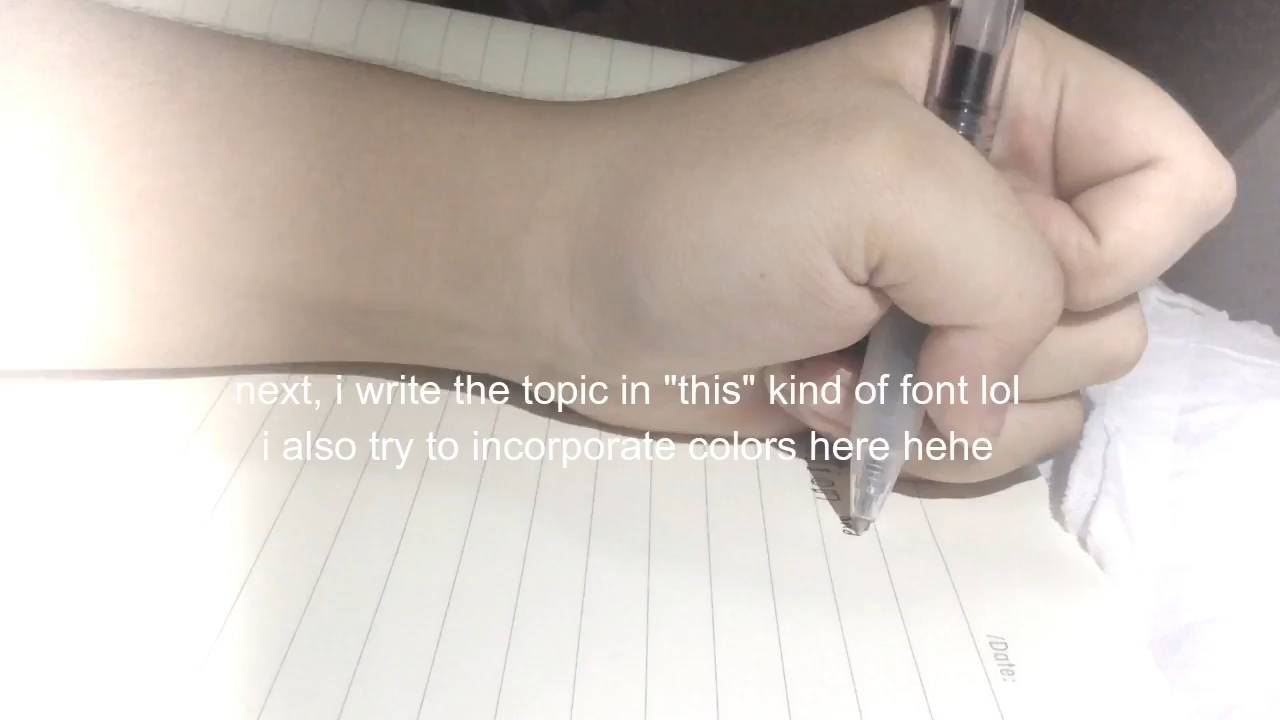 next, i write the topic in "this" kind of font lol
i also try to incorporate colors here hehe
/Date: